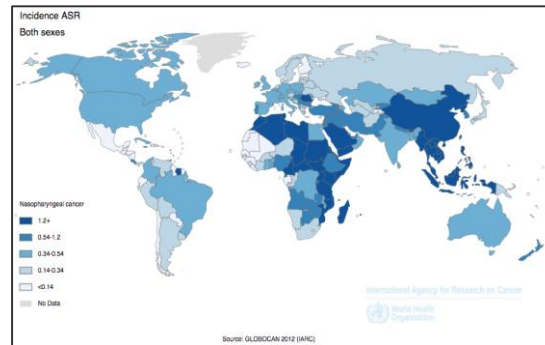 Incidence ASR
Both sexes
Nasopharyngeal cancer
1.2+
0.54-1.2
0.34-0.54
0.14-0.34
<0.14
No Data
International Agency for Research on Cancer
World Health
Organisation
Source: GLOBOCAN 2012 (IARC)